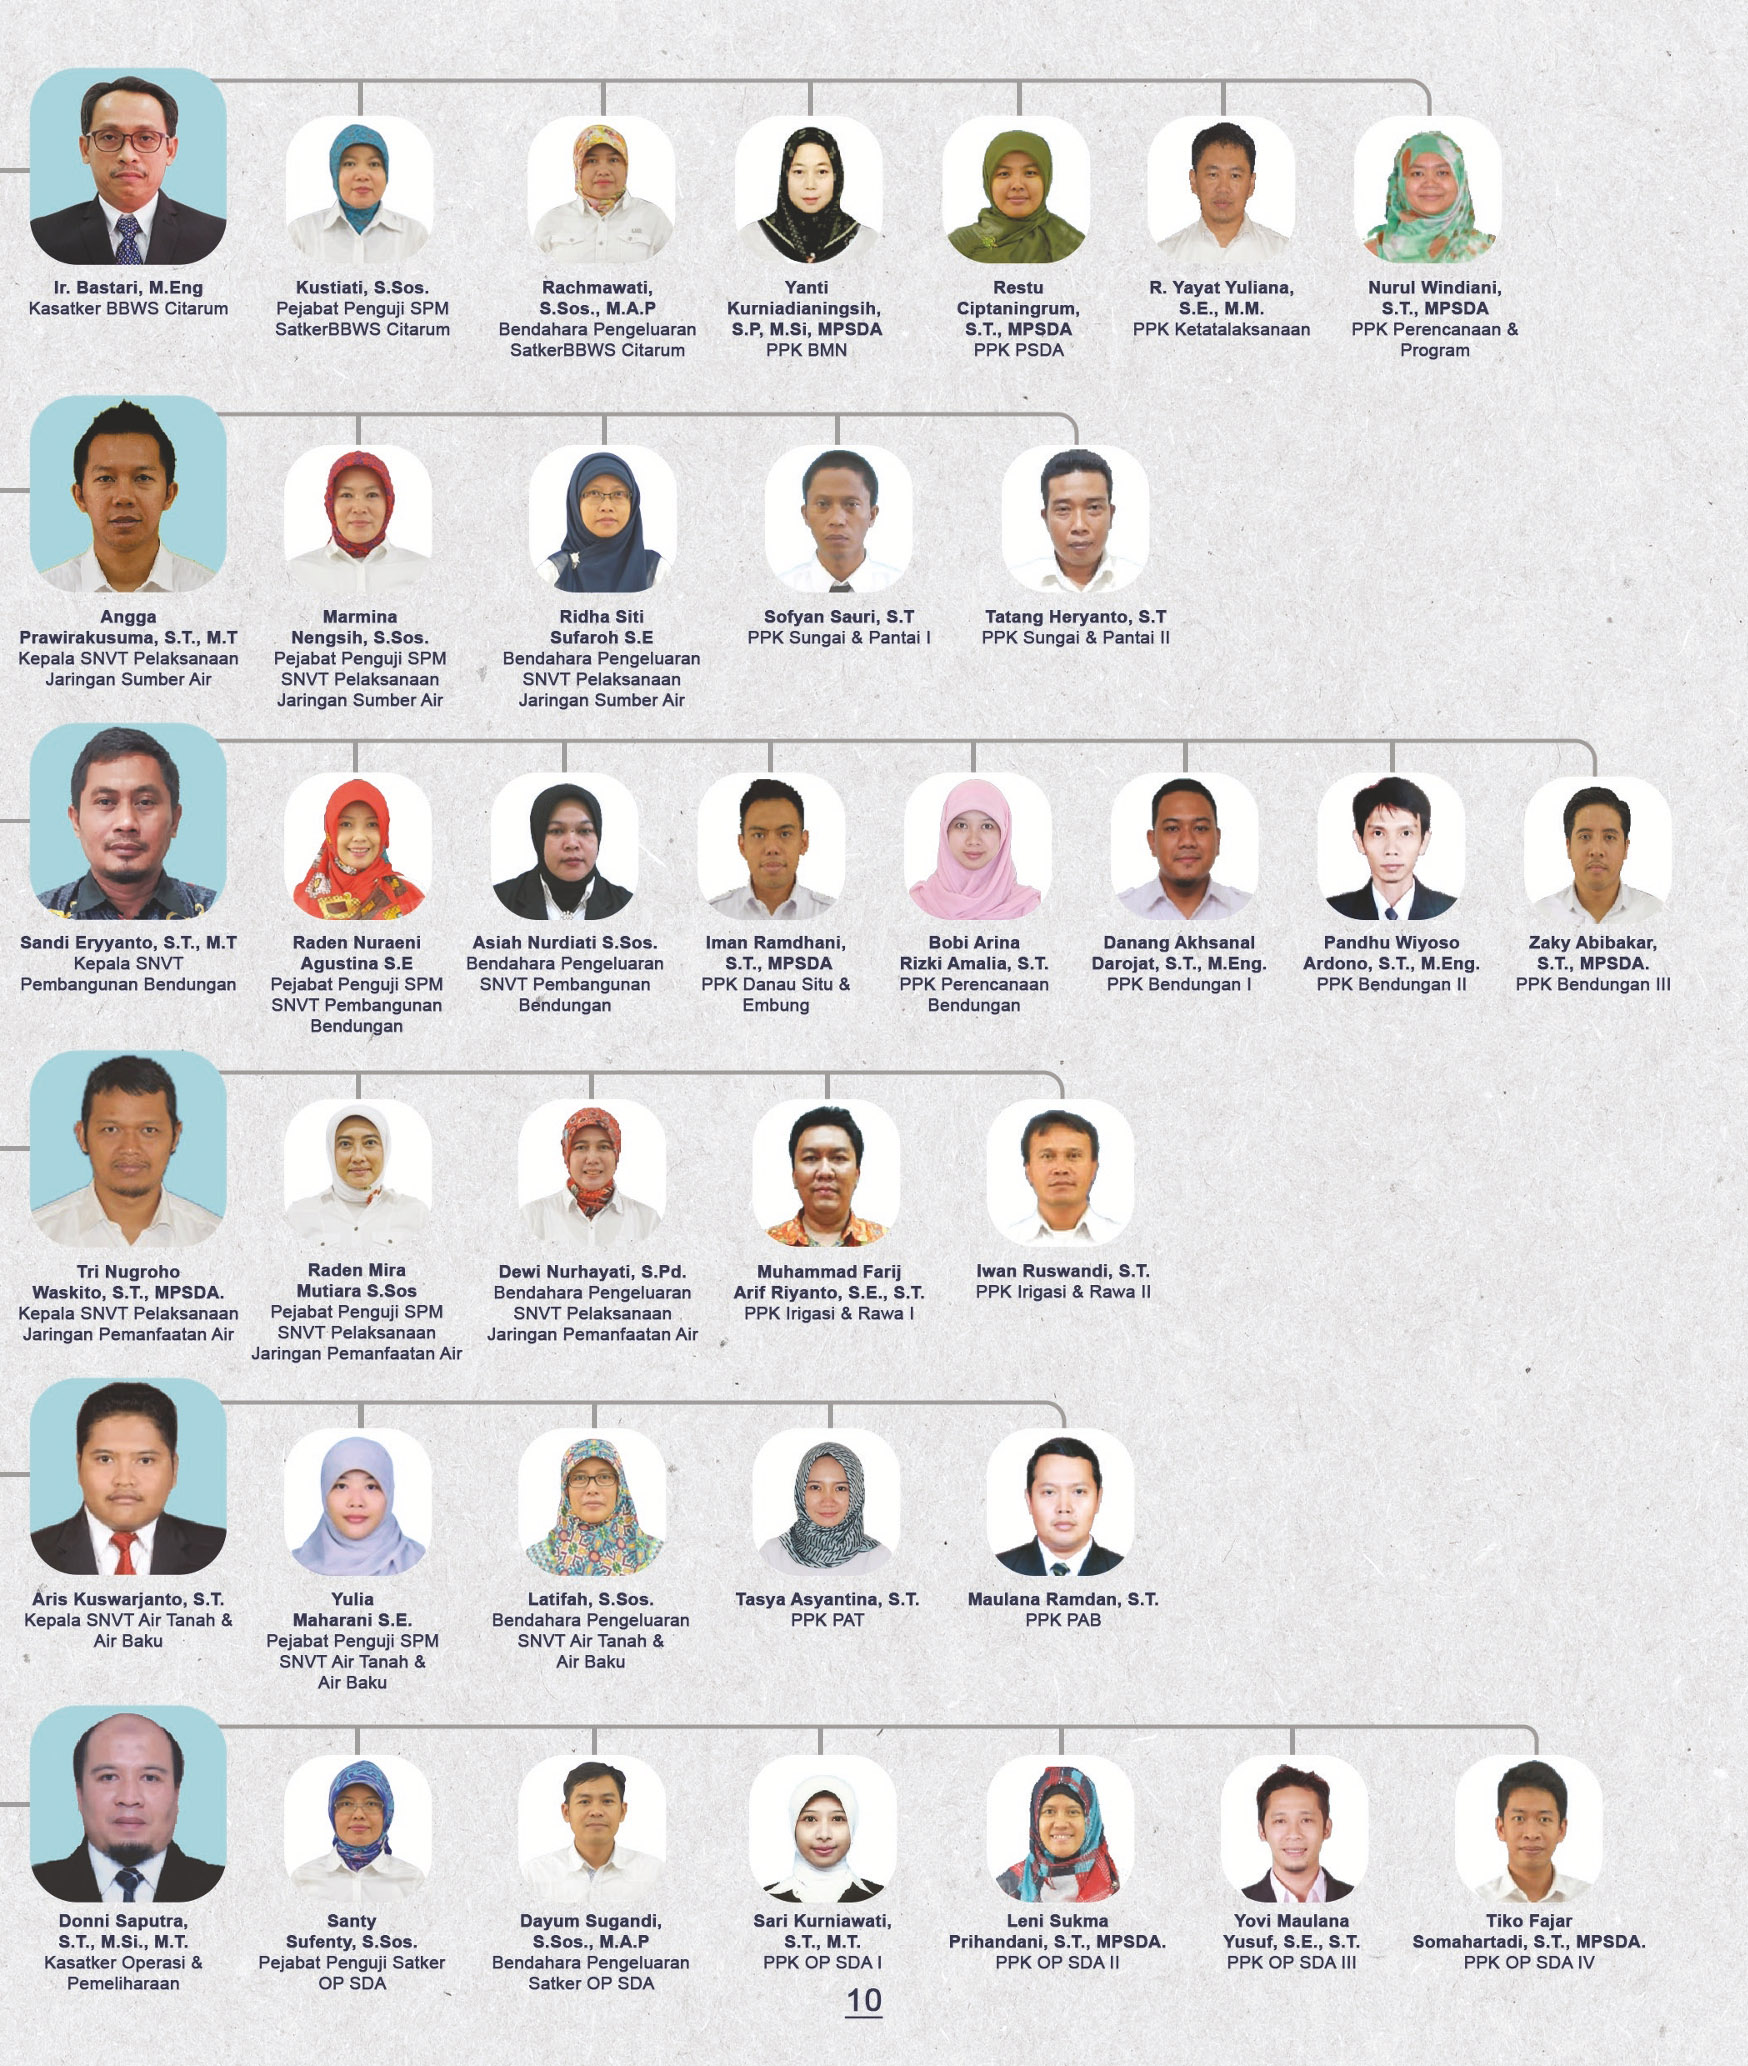 Ir. Bastari, M.Eng
Kasatker BBWS Citarum
Kustiati, S.Sos.
Pejabat Penguji SPM
SatkerBBWS Citarum
Rachmawati,
S.Sos., M.A.P
Bendahara Pengeluaran
SatkerBBWS Citarum
Yanti
Kurniadianingsih,
S.P, M.Si, MPSDA
PPK BMN
Restu
Ciptaningrum,
S.T., MPSDA
PPK PSDA
R. Yayat Yuliana,
S.E., M.M.
PPK Ketatalaksanaan
Nurul Windiani,
S.T., MPSDA
PPK Perencanaan &
Program
Angga
Prawirakusuma, S.T., M.T
Kepala SNVT Pelaksanaan
Jaringan Sumber Air
Marmina
Nengsih, S.Sos.
Pejabat Penguji SPM
SNVT Pelaksanaan
Jaringan Sumber Air
Ridha Siti
Sufaroh S.E
Bendahara Pengeluaran
SNVT Pelaksanaan
Jaringan Sumber Air
Sofyan Sauri, S.T
PPK Sungai & Pantai I
Tatang Heryanto, S.T
PPK Sungai & Pantai II
Sandi Eryyanto, S.T., M.T
Kepala SNVT
Pembangunan Bendungan
Raden Nuraeni
Agustina S.E
Pejabat Penguji SPM
SNVT Pembangunan
Bendungan
Asiah Nurdiati S.Sos.
Bendahara Pengeluaran
SNVT Pembangunan
Bendungan
Iman Ramdhani,
S.T., MPSDA
PPK Danau Situ &
Embung
Bobi Arina
Rizki Amalia, S.T.
PPK Perencanaan
Bendungan
Danang Akhsanal
Darojat, S.T., M.Eng.
PPK Bendungan I
Pandhu Wiyoso
Ardono, S.T., M.Eng.
PPK Bendungan II
Zaky Abibakar,
S.T., MPSDA.
PPK Bendungan III
Tri Nugroho
Waskito, S.T., MPSDA.
Kepala SNVT Pelaksanaan
Jaringan Pemanfaatan Air
Raden Mira
Mutiara S.Sos
Pejabat Penguji SPM
SNVT Pelaksanaan
Jaringan Pemanfaatan Air
Dewi Nurhayati, S.Pd.
Bendahara Pengeluaran
SNVT Pelaksanaan
Jaringan Pemanfaatan Air
Muhammad Farij
Arif Riyanto, S.E., S.T.
PPK Irigasi & Rawa I
Iwan Ruswandi, S.T.
PPK Irigasi & Rawa II
Aris Kuswarjanto, S.T.
Kepala SNVT Air Tanah &
Air Baku
Yulia
Maharani S.E.
Pejabat Penguji SPM
SNVT Air Tanah &
Air Baku
Latifah, S.Sos.
Bendahara Pengeluaran
SNVT Air Tanah &
Air Baku
Tasya Asyantina, S.T.
PPK PAT
Maulana Ramdan, S.T.
PPK PAB
Donni Saputra,
S.T., M.Si., M.T.
Kasatker Operasi &
Pemeliharaan
Santy
Sufenty, S.Sos.
Pejabat Penguji Satker
OP SDA
Dayum Sugandi,
S.Sos., M.A.P
Bendahara Pengeluaran
Satker OP SDA
Sari Kurniawati,
S.T., M.T.
PPK OP SDA I
Leni Sukma
Prihandani, S.T., MPSDA.
PPK OP SDA II
Yovi Maulana
Yusuf, S.E., S.T.
PPK OP SDA III
Tiko Fajar
Somahartadi, S.T., MPSDA.
PPK OP SDA IV
10